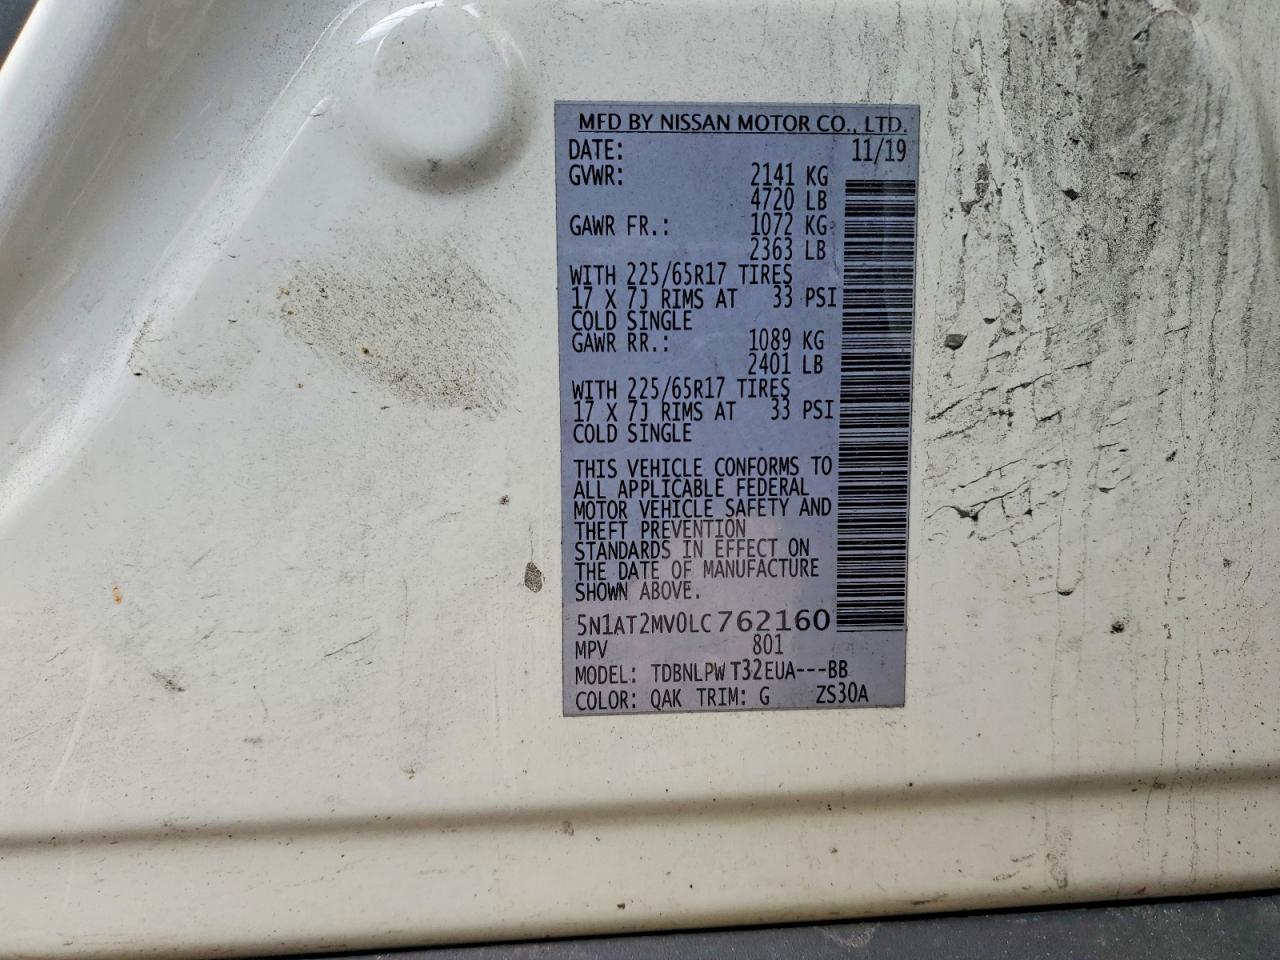 MFD BY NISSAN MOTOR CO., LTD.
DATE: 11/19
GVWR: 2141 KG
4720 LB
GAWR FR.: 1072 KG
2363 LB
WITH 225/65R17 TIRES
17 X 7J RIMS AT 33 PSI
COLD SINGLE
GAWR RR.: 1089 KG
2401 LB
WITH 225/65R17 TIRES
17 X 7J RIMS AT 33 PSI
COLD SINGLE
THIS VEHICLE CONFORMS TO
ALL APPLICABLE FEDERAL
MOTOR VEHICLE SAFETY AND
THEFT PREVENTION
STANDARDS IN EFFECT ON
THE DATE OF MANUFACTURE
SHOWN ABOVE.
5N1AT2MV0LC762160
MPV 801
MODEL: TDBNLPW T32EUA---BB
COLOR: QAK TRIM: G ZS30A